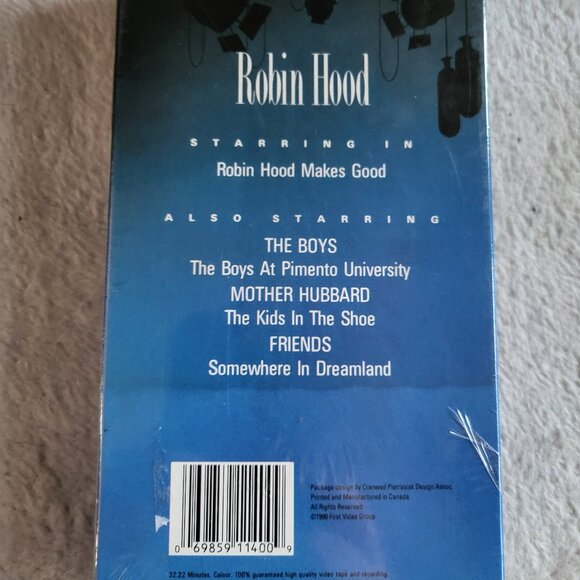 Robin Hood
STARRING IN
Robin Hood Makes Good
ALSO STARRING
THE BOYS
The Boys At Pimento University
MOTHER HUBBARD
The Kids In The Shoe
FRIENDS
Somewhere In Dreamland
Package design by Cranwell Pietrasiak Design Assoc.
Printed and Manufactured in Canada
All Rights Reserved
©1990 First Video Group
0 69859 11400 9
32:22 Minutes. Colour. 100% guaranteed high quality video tape and recording.